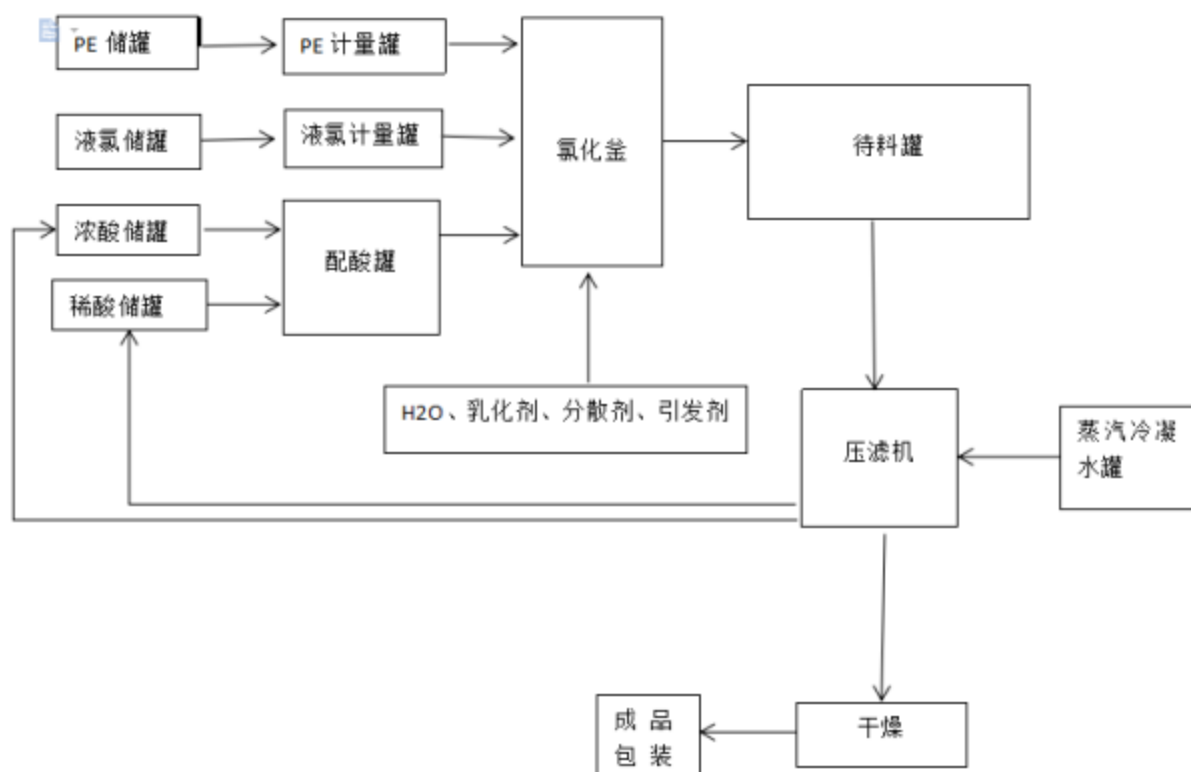 PE 储罐
PE 计量罐
液氯储罐
液氯计量罐
氯化釜
待料罐
浓酸储罐
配酸罐
稀酸储罐
H2O、乳化剂、分散剂、引发剂
压滤机
蒸汽冷凝
水罐
干燥
成 品
包 装